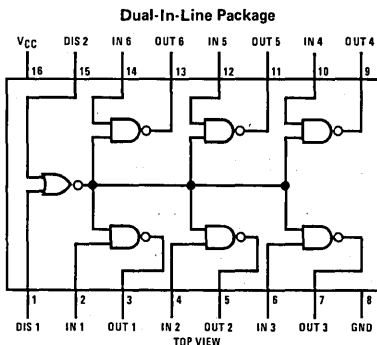 Dual-In-Line Package
VCC DIS 2 IN 6 OUT 6 IN 5 OUT 5 IN 4 OUT 4
16 15 14 13 12 11 10 9
1 2 3 4 5 6 7 8
DIS 1 IN 1 OUT 1 IN 2 OUT 2 IN 3 OUT 3 GND
TOP VIEW